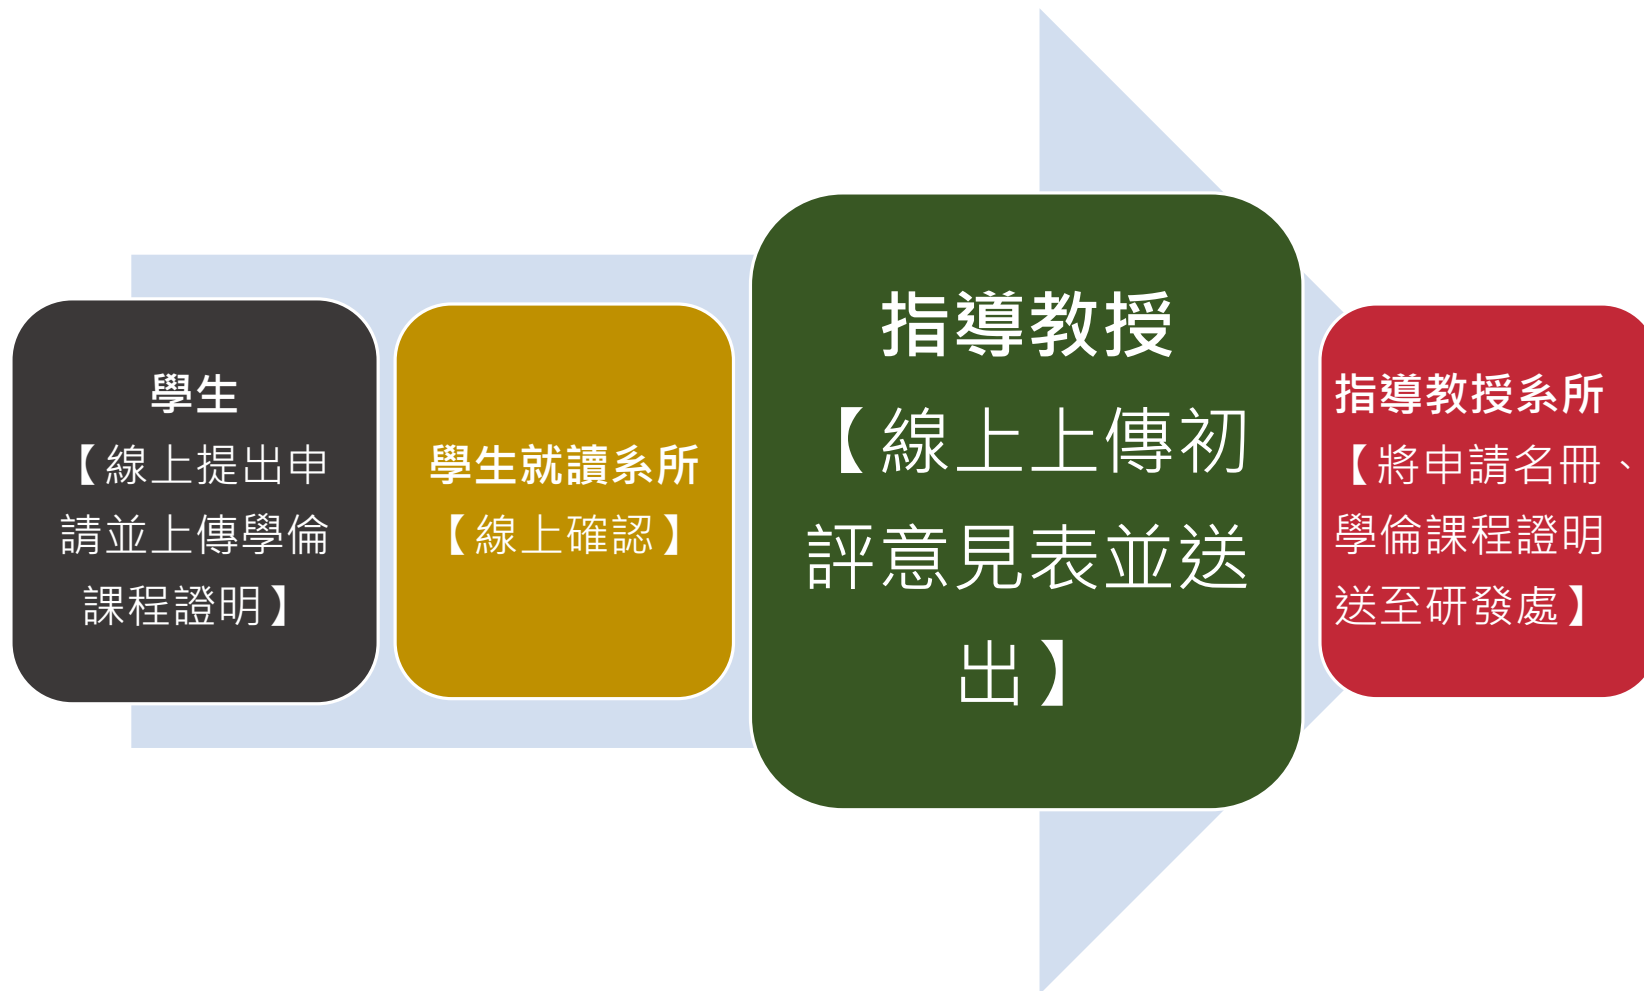 學生
【線上提出申
請並上傳學倫
課程證明】
學生就讀系所
【線上確認】
指導教授
【線上上傳初
評意見表並送
出】
指導教授系所
【將申請名冊、
學倫課程證明
送至研發處】